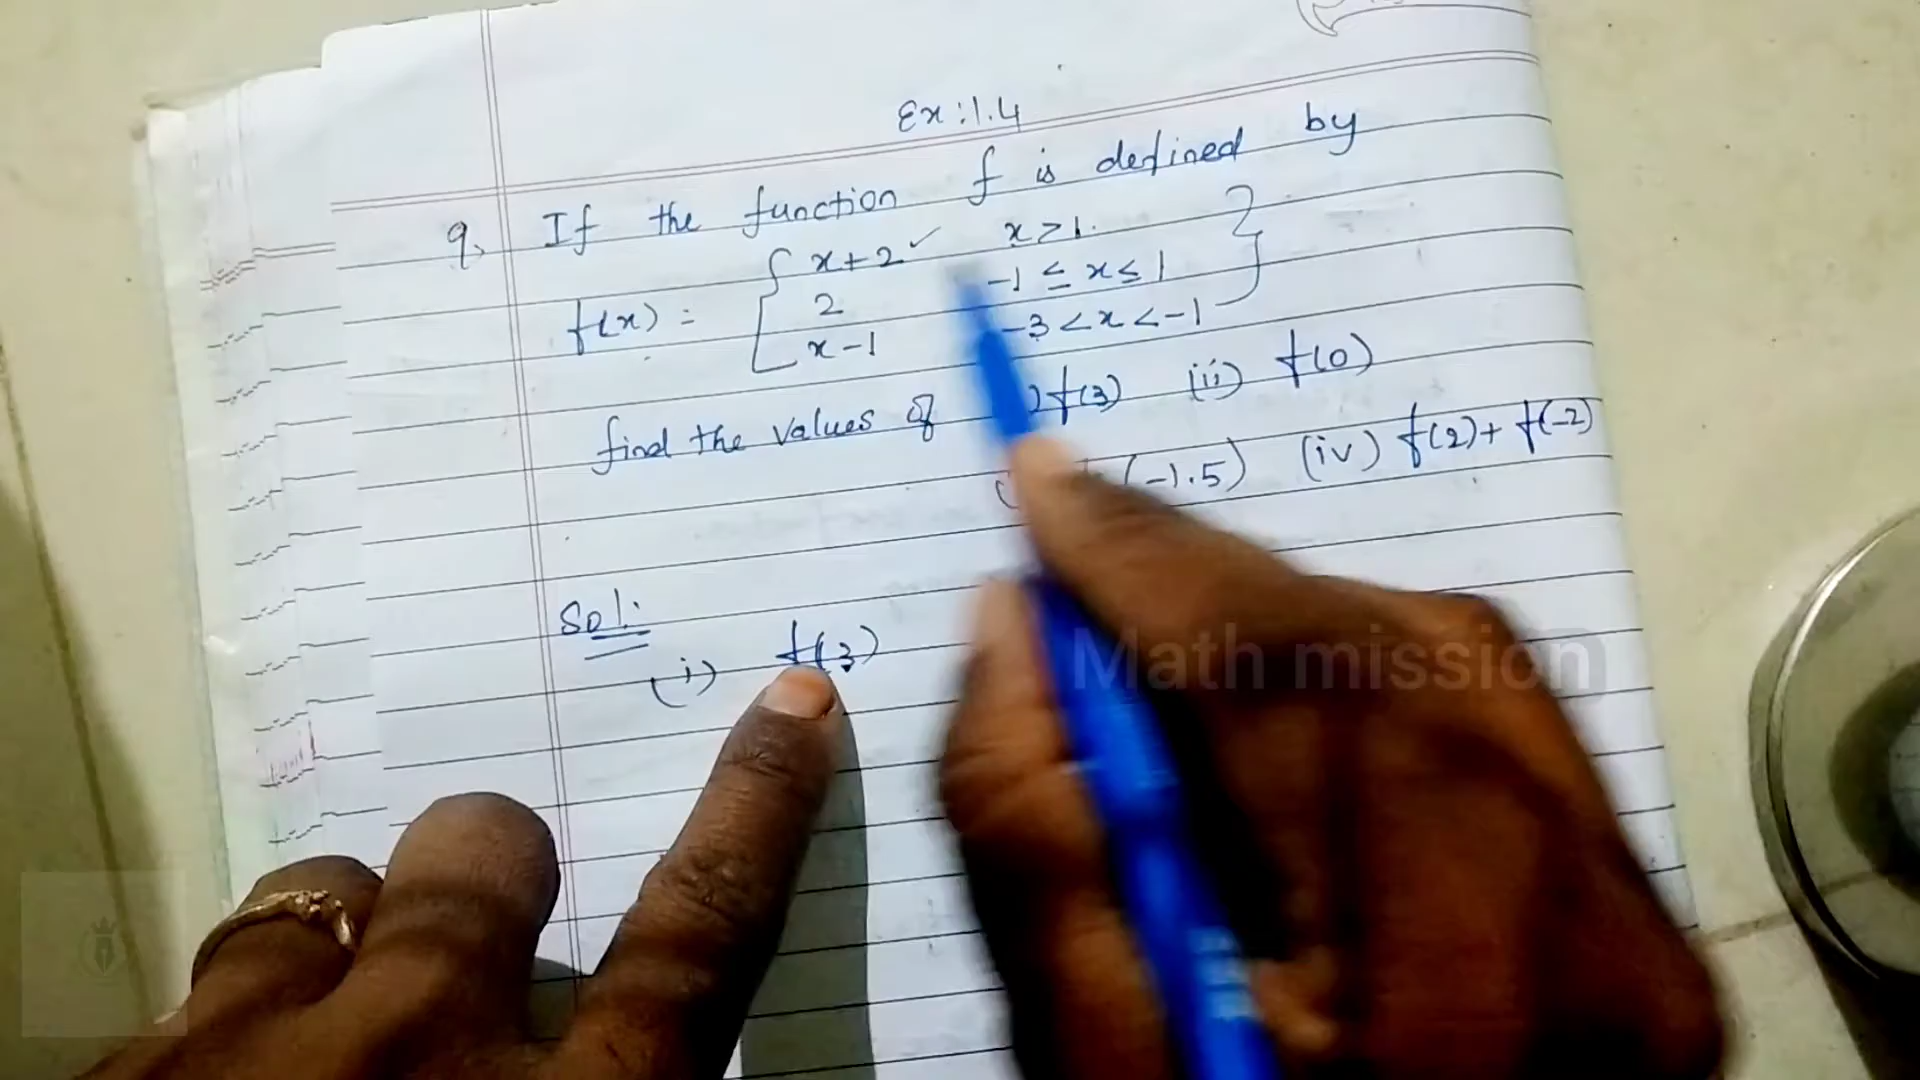 Ex : 1.4
9, If the function f is defined by
f(x) = { x+2 ✓ x > 1.
2 -1 ≤ x ≤ 1
x-1 -3 < x < -1 }
find the values of ) f(3) (ii) f(0)
(-1.5) (iv) f(2) + f(-2)
Sol:
(i) f(3)
Math mission